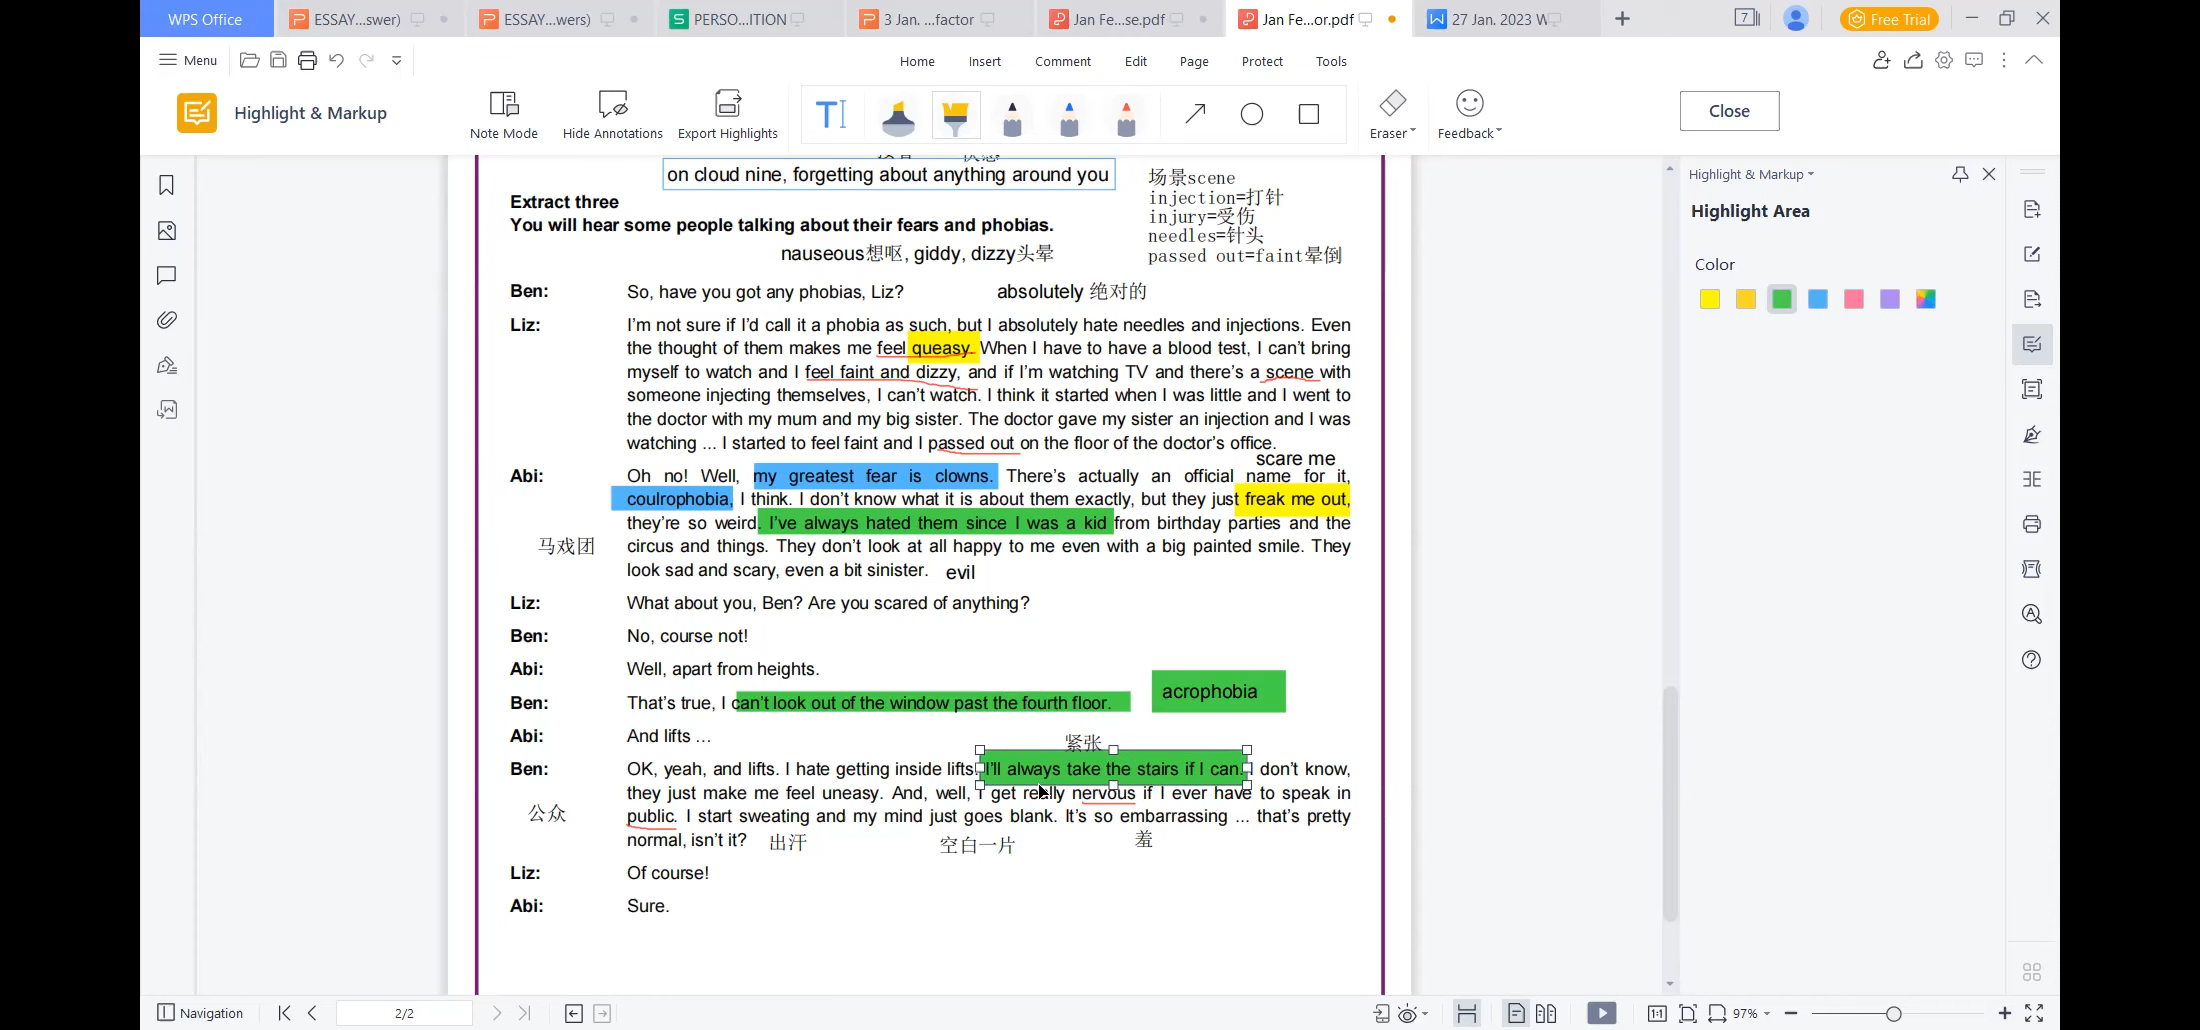 WPS Office
ESSAY...swer)
ESSAY...wers)
PERSO...ITION
3 Jan. ...factor
Jan Fe...se.pdf
Jan Fe...or.pdf
27 Jan. 2023 W
7
Free Trial
Menu
Home
Insert
Comment
Edit
Page
Protect
Tools
Highlight & Markup
Note Mode
Hide Annotations
Export Highlights
Eraser
Feedback
Close
on cloud nine, forgetting about anything around you
场景scene
injection=打针
injury=受伤
needles=针头
passed out=faint晕倒
Extract three
You will hear some people talking about their fears and phobias.
nauseous想呕, giddy, dizzy头晕
Ben: So, have you got any phobias, Liz?
absolutely 绝对的
Liz: I'm not sure if I'd call it a phobia as such, but I absolutely hate needles and injections. Even
the thought of them makes me feel queasy. When I have to have a blood test, I can't bring
myself to watch and I feel faint and dizzy, and if I'm watching TV and there's a scene with
someone injecting themselves, I can't watch. I think it started when I was little and I went to
the doctor with my mum and my big sister. The doctor gave my sister an injection and I was
watching ... I started to feel faint and I passed out on the floor of the doctor's office.
scare me
Abi: Oh no! Well, my greatest fear is clowns. There's actually an official name for it,
coulrophobia, I think. I don't know what it is about them exactly, but they just freak me out,
they're so weird. I've always hated them since I was a kid from birthday parties and the
马戏团
circus and things. They don't look at all happy to me even with a big painted smile. They
look sad and scary, even a bit sinister.
evil
Liz: What about you, Ben? Are you scared of anything?
Ben: No, course not!
Abi: Well, apart from heights.
acrophobia
Ben: That's true, I can't look out of the window past the fourth floor.
Abi: And lifts ...
紧张
Ben: OK, yeah, and lifts. I hate getting inside lifts. I'll always take the stairs if I can. I don't know,
they just make me feel uneasy. And, well, I get really nervous if I ever have to speak in
公众
public. I start sweating and my mind just goes blank. It's so embarrassing ... that's pretty
normal, isn't it?
出汗
空白一片
羞
Liz: Of course!
Abi: Sure.
Highlight & Markup
Highlight Area
Color
Navigation
2/2
1:1
97%